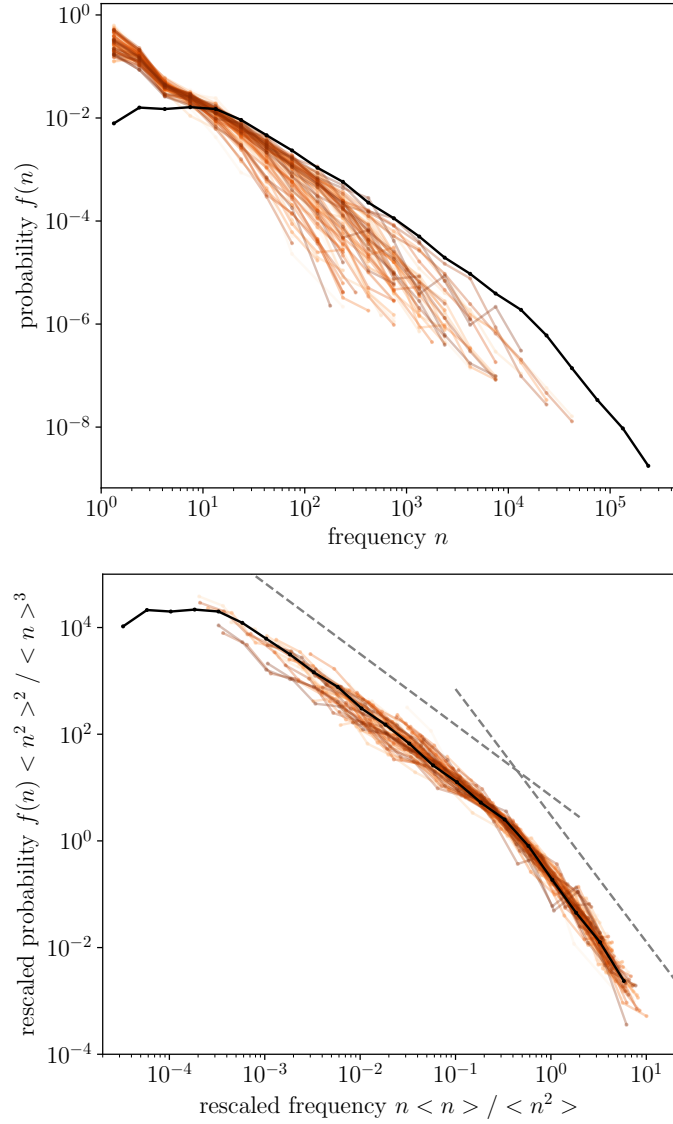 10^0
10^{-2}
10^{-4}
10^{-6}
10^{-8}
probability f(n)
10^0 10^1 10^2 10^3 10^4 10^5
frequency n
10^4
10^2
10^0
10^{-2}
10^{-4}
rescaled probability f(n) < n^2 >^2 / < n >^3
10^{-4} 10^{-3} 10^{-2} 10^{-1} 10^0 10^1
rescaled frequency n < n > / < n^2 >